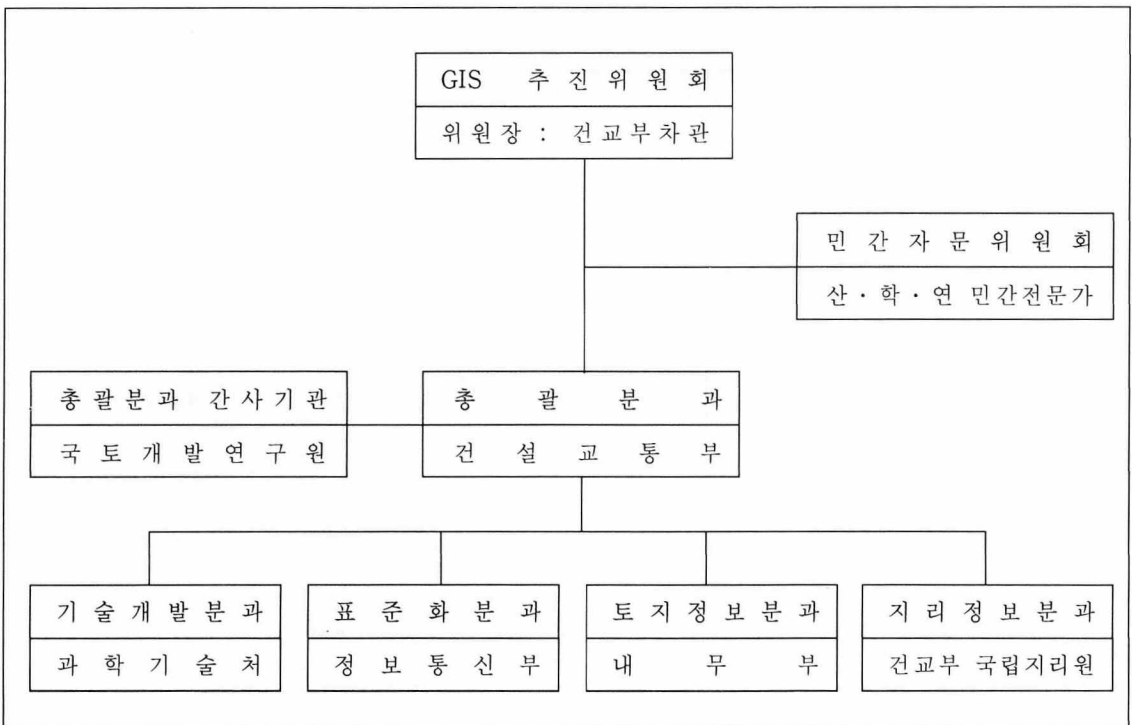 GIS 추진위원회
위원장 : 건교부차관
민간자문위원회
산·학·연 민간전문가
총괄분과 간사기관
국토개발연구원
총괄분과
건설교통부
기술개발분과
과학기술처
표준화분과
정보통신부
토지정보분과
내무부
지리정보분과
건교부 국립지리원